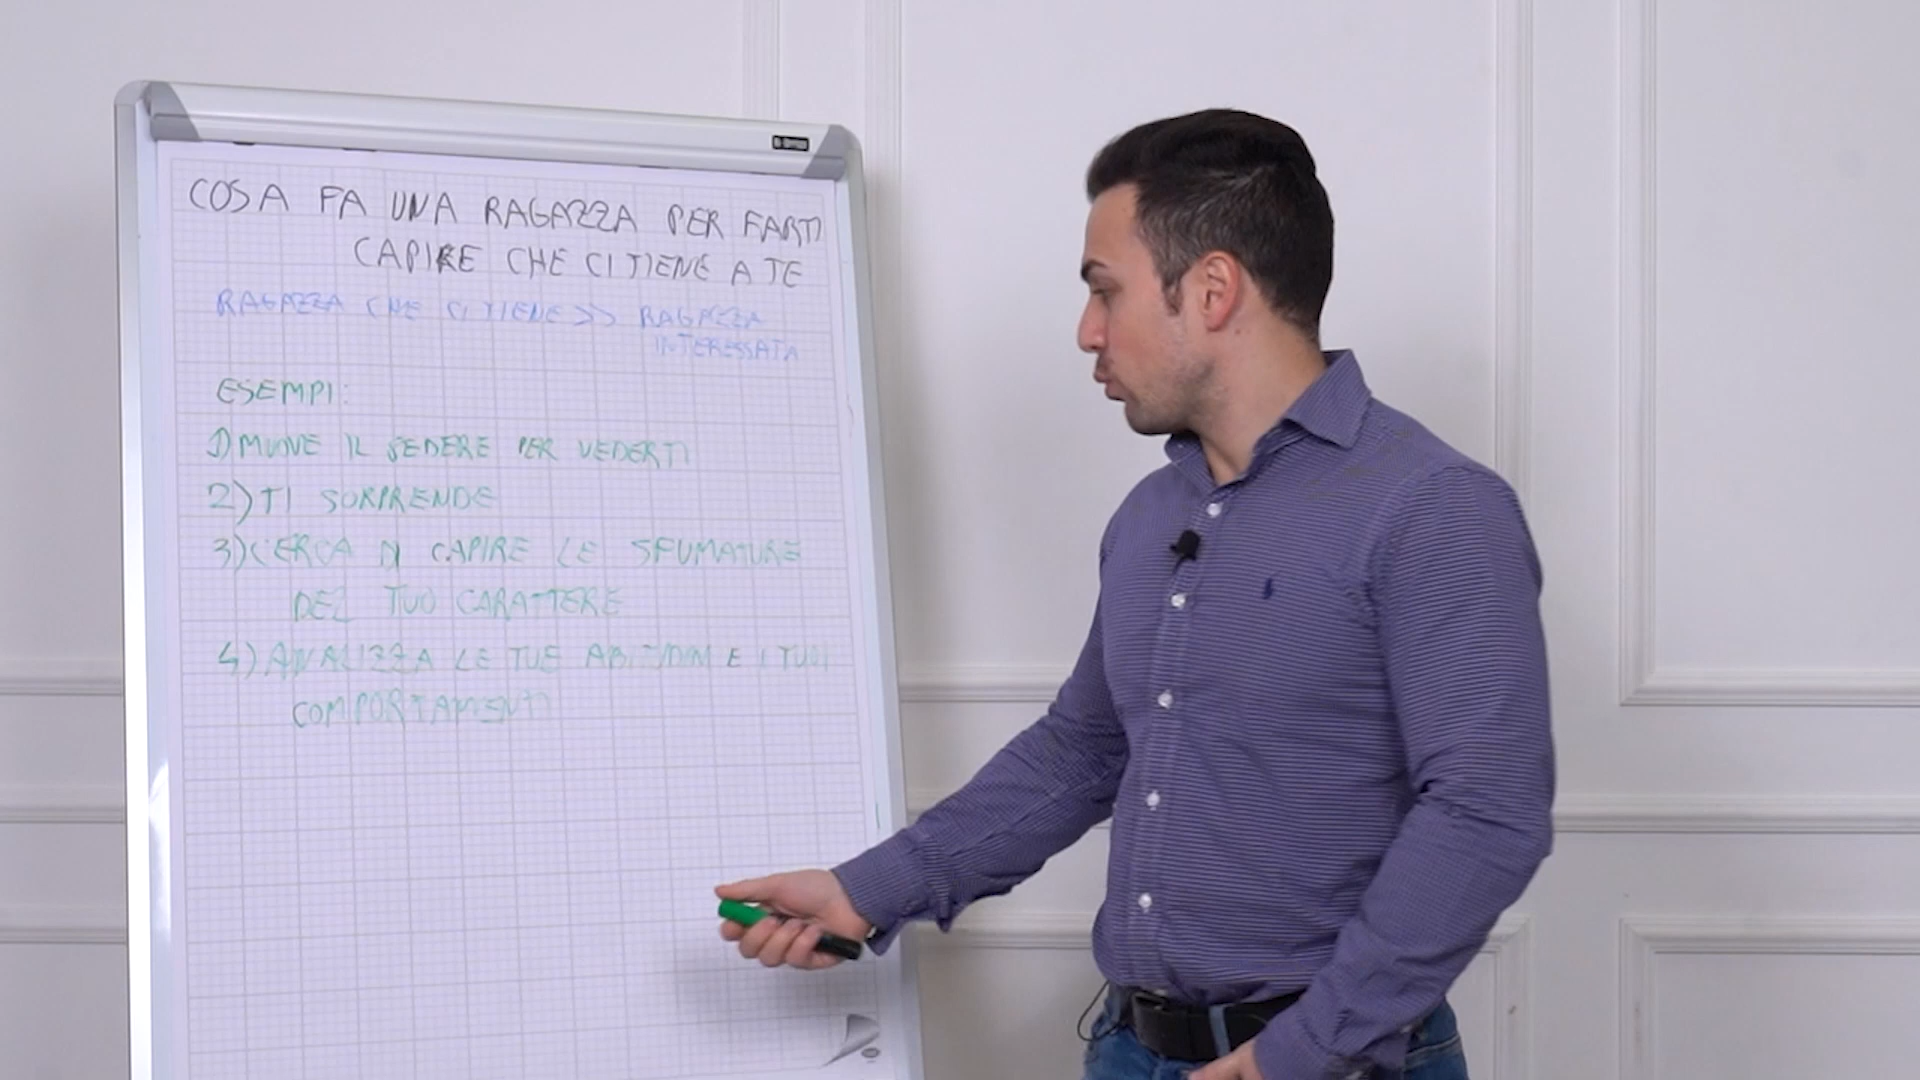 COSA FA UNA RAGAZZA PER FARTI
CAPIRE CHE CI TIENE A TE
RAGAZZA CHE CI TIENE >> RAGAZZA
INTERESSATA
ESEMPI:
1) MUOVE IL SEDERE PER VEDERTI
2) TI SORPRENDE
3) CERCA DI CAPIRE LE SFUMATURE
DEL TUO CARATTERE
4) ANALIZZA LE TUE ABITUDINI E I TUOI
COMPORTAMENTI